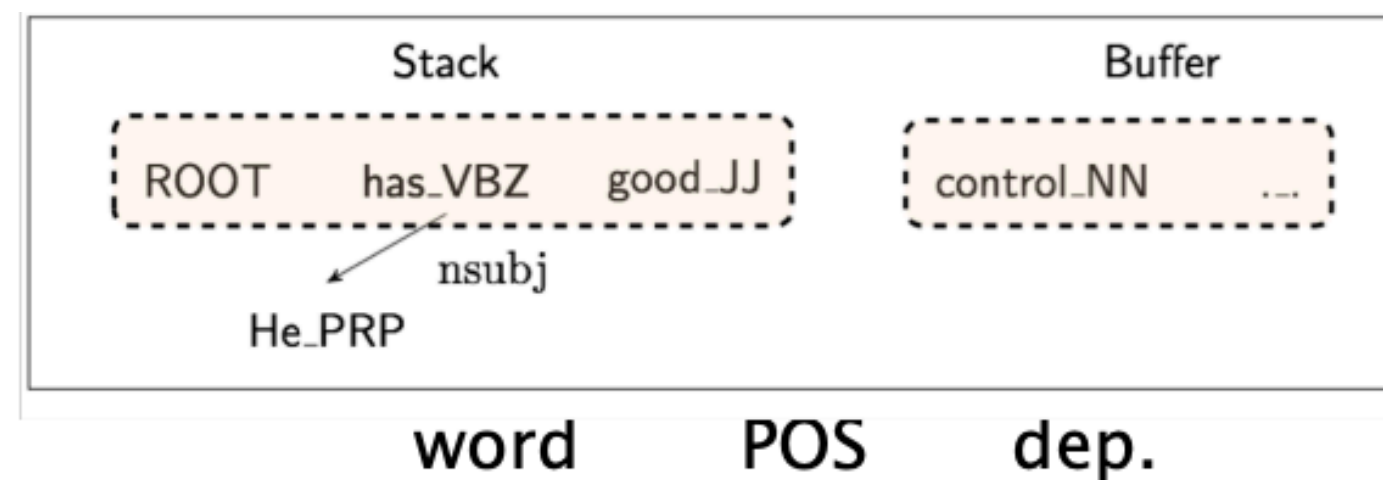 Stack Buffer
ROOT has_VBZ good_JJ control_NN ._.
nsubj
He_PRP
word POS dep.